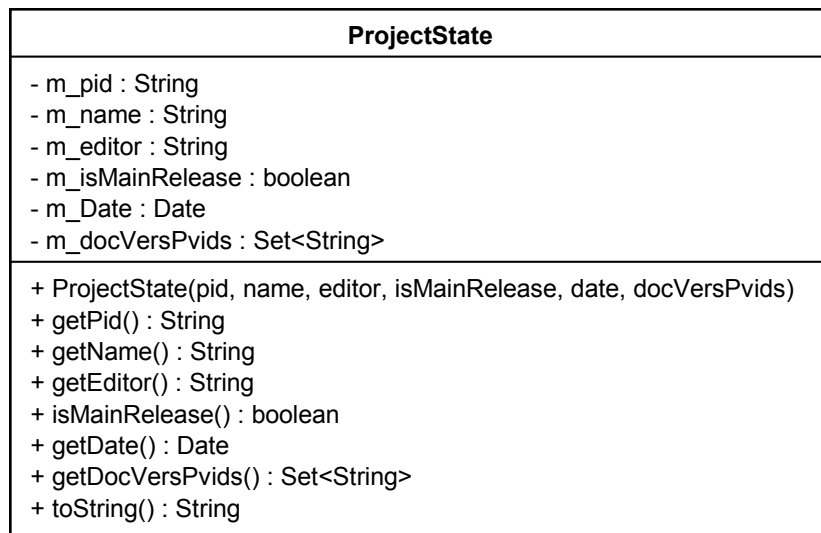 ProjectState
- m_pid : String
- m_name : String
- m_editor : String
- m_isMainRelease : boolean
- m_Date : Date
- m_docVersPvids : Set<String>
+ ProjectState(pid, name, editor, isMainRelease, date, docVersPvids)
+ getPid() : String
+ getName() : String
+ getEditor() : String
+ isMainRelease() : boolean
+ getDate() : Date
+ getDocVersPvids() : Set<String>
+ toString() : String